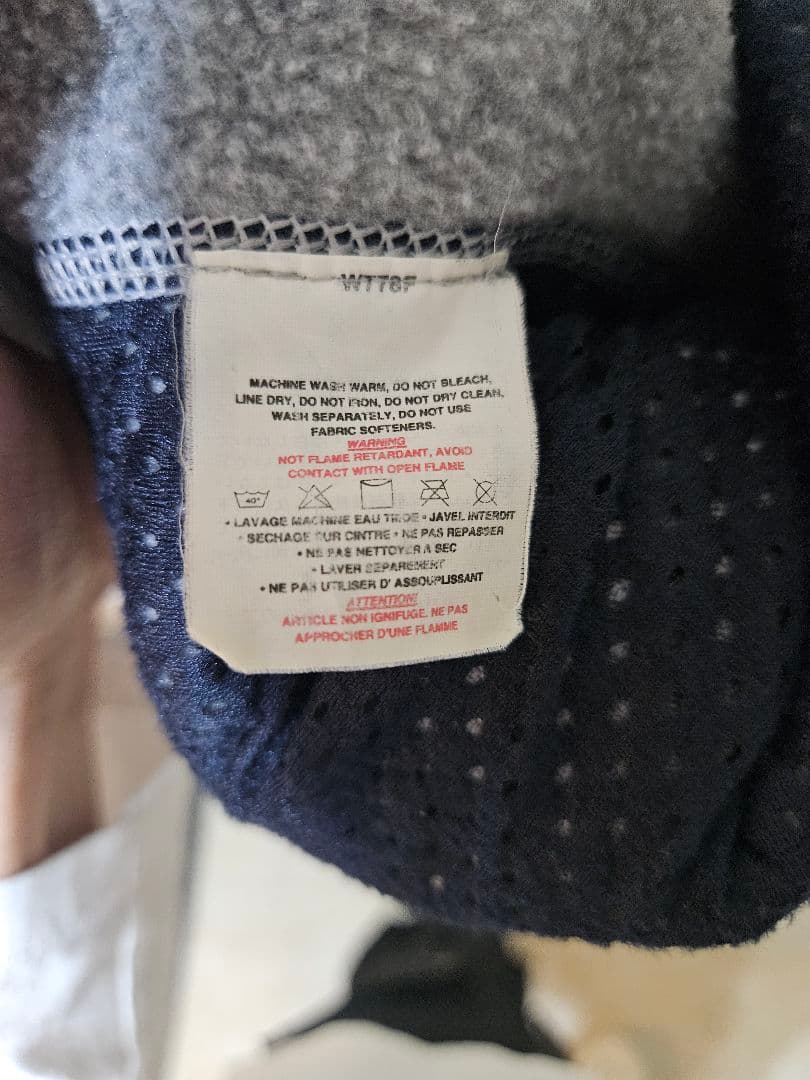 W778F
MACHINE WASH WARM, DO NOT BLEACH,
LINE DRY, DO NOT IRON, DO NOT DRY CLEAN,
WASH SEPARATELY, DO NOT USE
FABRIC SOFTENERS.
WARNING
NOT FLAME RETARDANT, AVOID
CONTACT WITH OPEN FLAME
40°
• LAVAGE MACHINE EAU TIEDE • JAVEL INTERDIT
• SECHAGE SUR CINTRE • NE PAS REPASSER
• NE PAS NETTOYER A SEC
• LAVER SEPAREMENT
• NE PAS UTILISER D' ASSOUPLISSANT
ATTENTION!
ARTICLE NON IGNIFUGE. NE PAS
APPROCHER D'UNE FLAMME